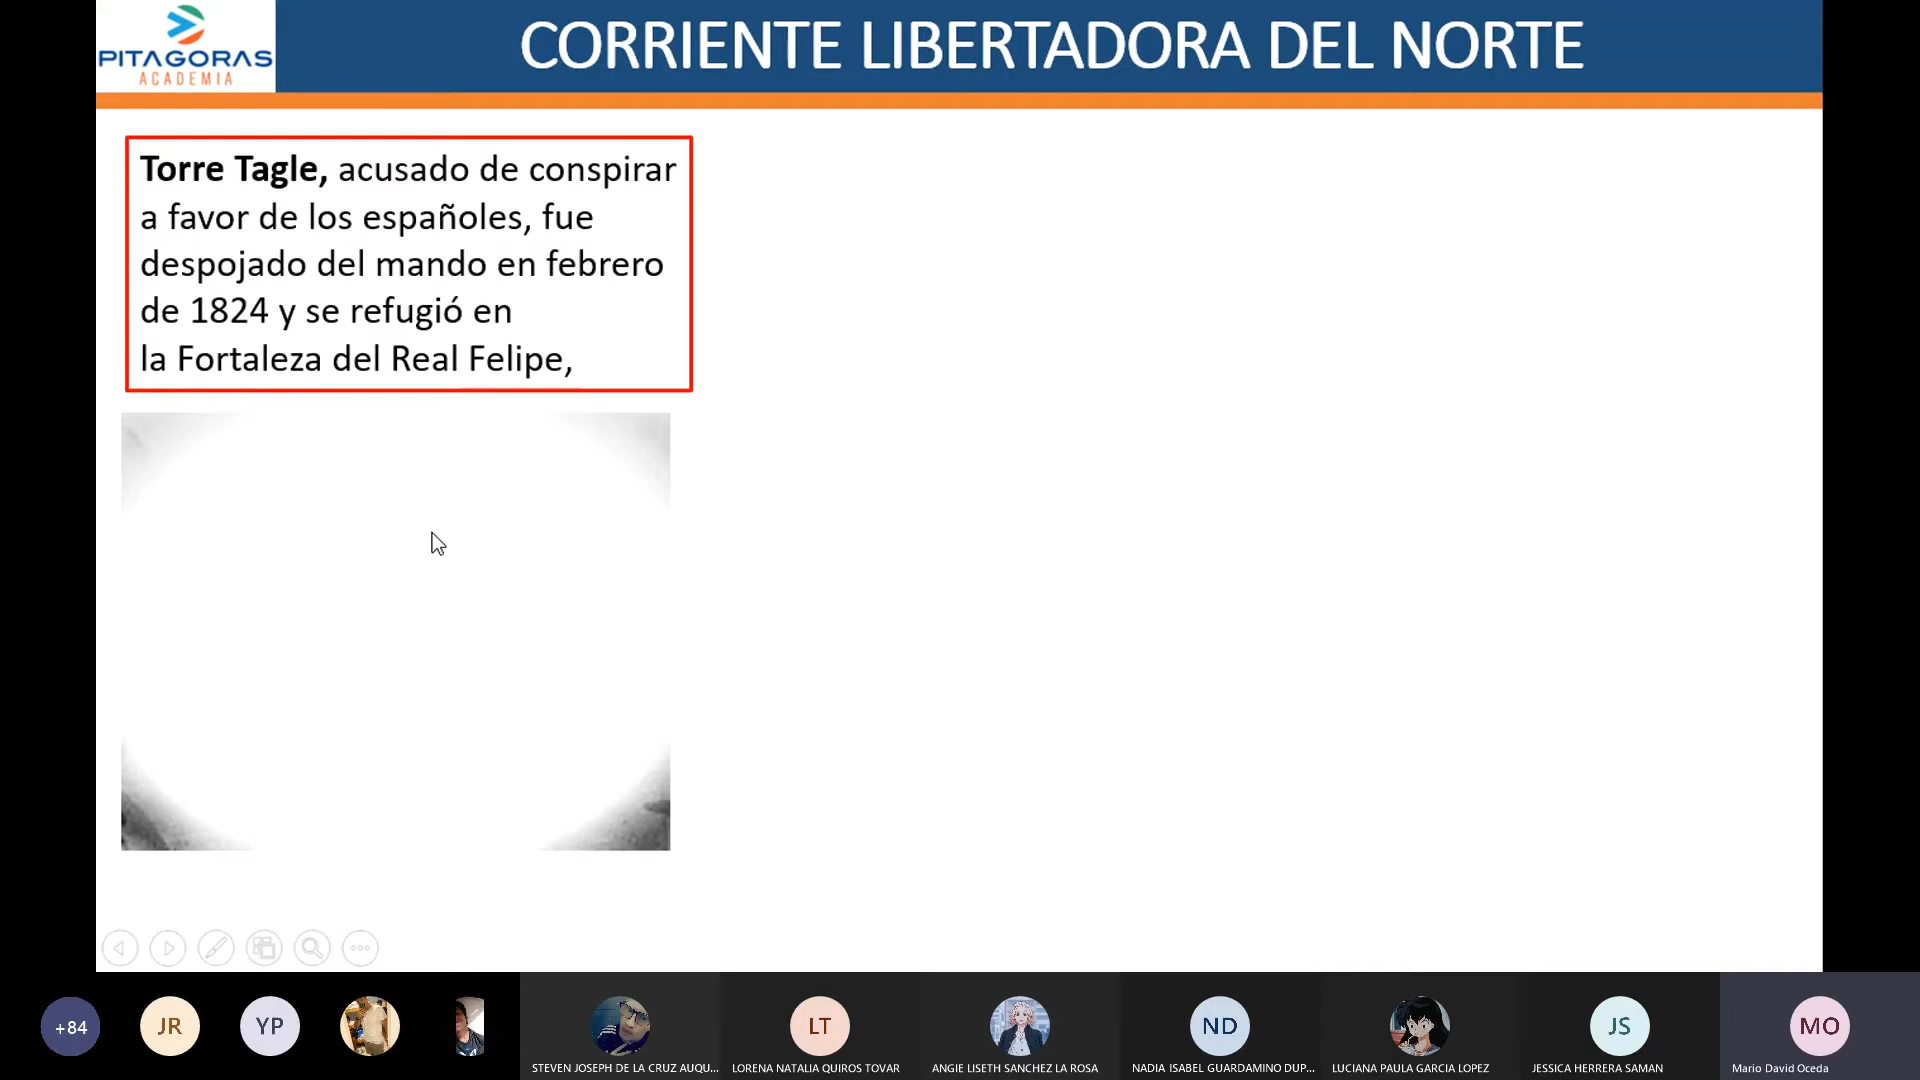 PITAGORAS
ACADEMIA
CORRIENTE LIBERTADORA DEL NORTE
Torre Tagle, acusado de conspirar
a favor de los españoles, fue
despojado del mando en febrero
de 1824 y se refugió en
la Fortaleza del Real Felipe,
+84
JR
YP
LT
ND
JS
MO
STEVEN JOSEPH DE LA CRUZ AUQU...
LORENA NATALIA QUIROS TOVAR
ANGIE LISETH SANCHEZ LA ROSA
NADIA ISABEL GUARDAMINO DUP...
LUCIANA PAULA GARCIA LOPEZ
JESSICA HERRERA SAMAN
Mario David Oceda